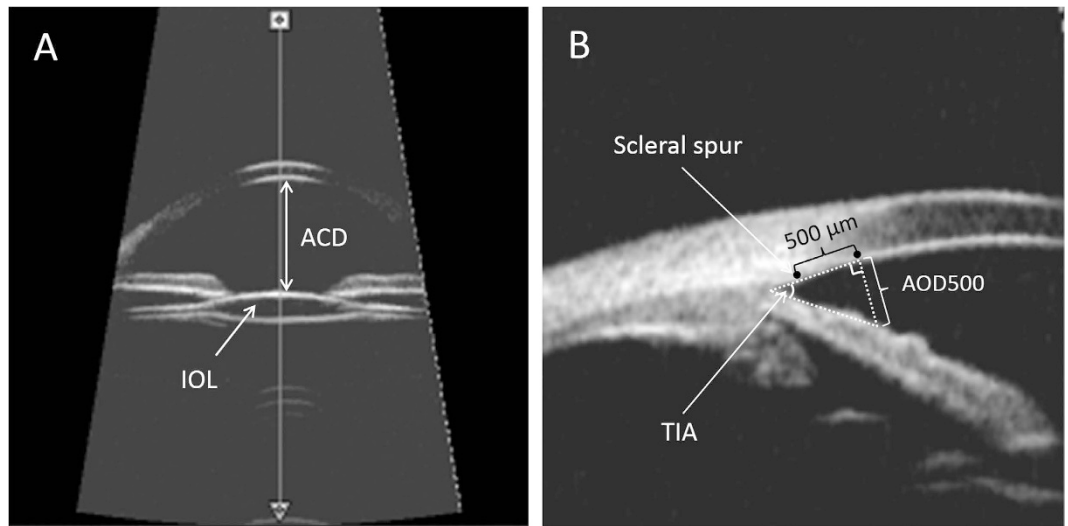 A
ACD
IOL
B
Scleral spur
500 µm
AOD500
TIA